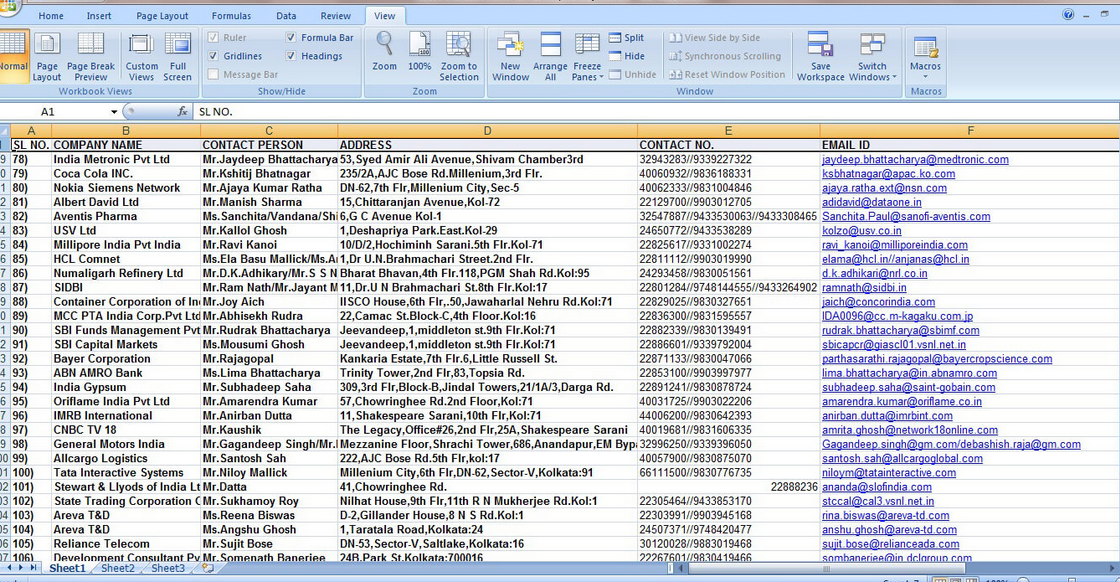 Home Insert Page Layout Formulas Data Review View
Normal Page Layout Page Break Preview Custom Views Full Screen
Workbook Views
Ruler Formula Bar
Gridlines Headings
Message Bar
Show/Hide
Zoom 100% Zoom to Selection
Zoom
New Window Arrange All Freeze Panes
Split View Side by Side
Hide Synchronous Scrolling
Unhide Reset Window Position
Window
Save Workspace Switch Windows
Macros
Macros
A1 fx SL NO.
A B C D E F
SL NO. COMPANY NAME CONTACT PERSON ADDRESS CONTACT NO. EMAIL ID
78) India Metronic Pvt Ltd Mr.Jaydeep Bhattacharya 53,Syed Amir Ali Avenue,Shivam Chamber3rd 32943283//9339227322 jaydeep.bhattacharya@medtronic.com
79) Coca Cola INC. Mr.Kshitij Bhatnagar 235/2A,AJC Bose Rd.Millenium,3rd Flr. 40060932//9836188331 ksbhatnagar@apac.ko.com
80) Nokia Siemens Network Mr.Ajaya Kumar Ratha DN-62,7th Flr,Millenium City,Sec-5 40062333//9831004846 ajaya.ratha.ext@nsn.com
81) Albert David Ltd Mr.Manish Sharma 15,Chittaranjan Avenue,Kol-72 22129700//9903012705 adidavid@dataone.in
82) Aventis Pharma Ms.Sanchita/Vandana/Shi 6,G C Avenue Kol-1 32547887//9433530063//9433308465 Sanchita.Paul@sanofi-aventis.com
83) USV Ltd Mr.Kallol Ghosh 1,Deshapriya Park.East.Kol-29 24650772//9433538289 kolzo@usv.co.in
84) Millipore India Pvt India Mr.Ravi Kanoi 10/D/2,Hochiminh Sarani.5th Flr.Kol-71 22825617//9331002274 ravi_kanoi@milliporeindia.com
85) HCL Comnet Ms.Ela Basu Mallick/Ms.A 1,Dr U.N.Brahmachari Street.2nd Flr. 22811112//9903019990 elama@hcl.in//anjanas@hcl.in
86) Numaligarh Refinery Ltd Mr.D.K.Adhikary/Mr.S S N Bharat Bhavan,4th Flr.118,PGM Shah Rd.Kol:95 24293458//9830051561 d.k.adhikari@nrl.co.in
87) SIDBI Mr.Ram Nath/Mr.Jayant M 11,Dr.U N Brahmachari St.8th Flr.Kol:17 22801284//9748144555//9433264902 ramnath@sidbi.in
88) Container Corporation of In Mr.Joy Aich IISCO House,6th Flr,.50,Jawaharlal Nehru Rd.Kol:71 22829025//9830327651 jaich@concorindia.com
89) MCC PTA India Corp.Pvt Ltd Mr.Abhisekh Rudra 22,Camac St.Block-C,4th Floor.Kol:16 22836300//9831595557 IDA0096@cc.m-kagaku.com.jp
90) SBI Funds Management Pvt Mr.Rudrak Bhattacharya Jeevandeep,1,middleton st.9th Flr.Kol:71 22882339//9830139491 rudrak.bhattacharya@sbimf.com
91) SBI Capital Markets Ms.Mousumi Ghosh Jeevandeep,1,middleton st.9th Flr.Kol:71 22886601//9339792004 sbicapcr@giascl01.vsnl.net.in
92) Bayer Corporation Mr.Rajagopal Kankaria Estate,7th Flr.6,Little Russell St. 22871133//9830047066 parthasarathi.rajagopal@bayercropscience.com
93) ABN AMRO Bank Ms.Lima Bhattacharya Trinity Tower,2nd Flr,83,Topsia Rd. 22853100//9903997977 lima.bhattacharya@in.abnamro.com
94) India Gypsum Mr.Subhadeep Saha 309,3rd Flr,Block-B,Jindal Towers,21/1A/3,Darga Rd. 22891241//9830878724 subhadeep.saha@saint-gobain.com
95) Oriflame India Pvt Ltd Mr.Amarendra Kumar 57,Chowringhee Rd.2nd Floor,Kol:71 40031725//9903022206 amarendra.kumar@oriflame.co.in
96) IMRB International Mr.Anirban Dutta 11,Shakespeare Sarani,10th Flr,Kol:71 44006200//9830642393 anirban.dutta@imrbint.com
97) CNBC TV 18 Mr.Kaushik The Legacy,Office#26,2nd Flr,25A,Shakespeare Sarani 40019681//9831606335 amrita.ghosh@network18online.com
98) General Motors India Mr.Gagandeep Singh/Mr. Mezzanine Floor,Shrachi Tower,686,Anandapur,EM Byp 32996250//9339396050 Gagandeep.singh@gm.com/debashish.raja@gm.com
99) Allcargo Logistics Mr.Santosh Sah 222,AJC Bose Rd.5th Flr,kol:17 40057900//9830875070 santosh.sah@allcargoglobal.com
100) Tata Interactive Systems Mr.Niloy Mallick Millenium City,6th Flr,DN-62,Sector-V,Kolkata:91 66111500//9830776735 niloym@tatainteractive.com
101) Stewart & Llyods of India Lt Mr.Datta 41,Chowringhee Rd. 22888236 ananda@slofindia.com
102) State Trading Corporation Mr.Sukhamoy Roy Nilhat House,9th Flr,11th R N Mukherjee Rd.Kol:1 22305464//9433853170 stccal@cal3.vsnl.net.in
103) Areva T&D Ms.Reena Biswas D-2,Gillander House,8 N S Rd.Kol:1 22303991//9903945168 rina.biswas@areva-td.com
104) Areva T&D Ms.Angshu Ghosh 1,Taratala Road,Kolkata:24 24507371//9748420477 anshu.ghosh@areva-td.com
105) Reliance Telecom Mr.Sujit Bose DN-53,Sector-V,Saltlake,Kolkata:16 30120028//9883019468 sujit.bose@relianceada.com
106) Development Consultant Pv Mr.Somenath Banerjee 24B,Park St.Kolkata:700016 22267601//9830419466 sombanerjee@in.dclgroup.com
Sheet1 Sheet2 Sheet3